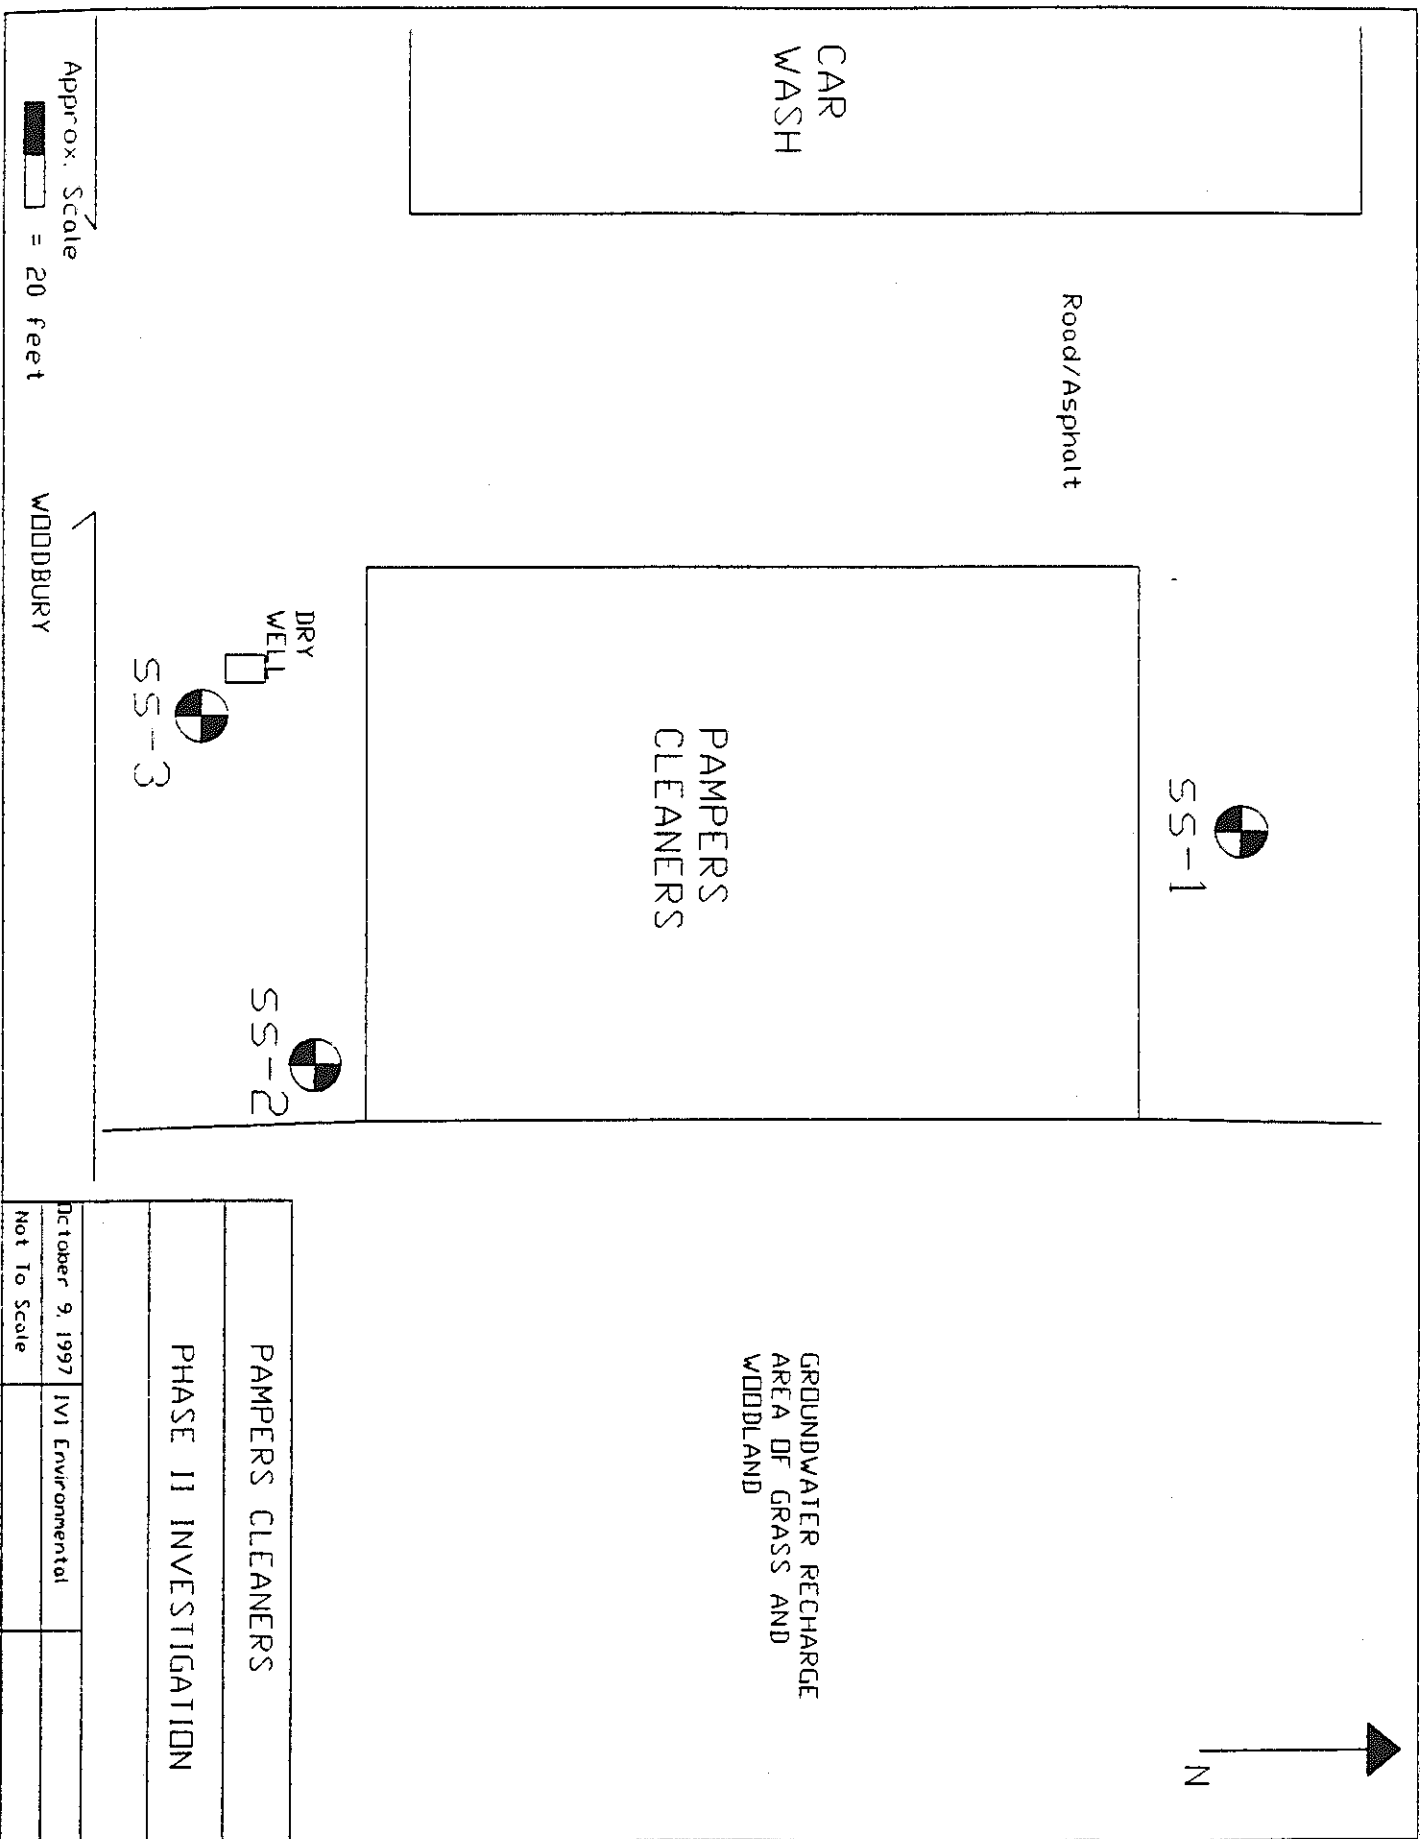 N
SS-1
CAR
WASH
Road/Asphalt
PAMPERS
CLEANERS
GROUNDWATER RECHARGE
AREA OF GRASS AND
WOODLAND
DRY
WELL
SS-2
SS-3
WOODBURY
Approx. Scale
= 20 feet
PAMPERS CLEANERS
PHASE II INVESTIGATION
October 9, 1997
IVI Environmental
Not To Scale